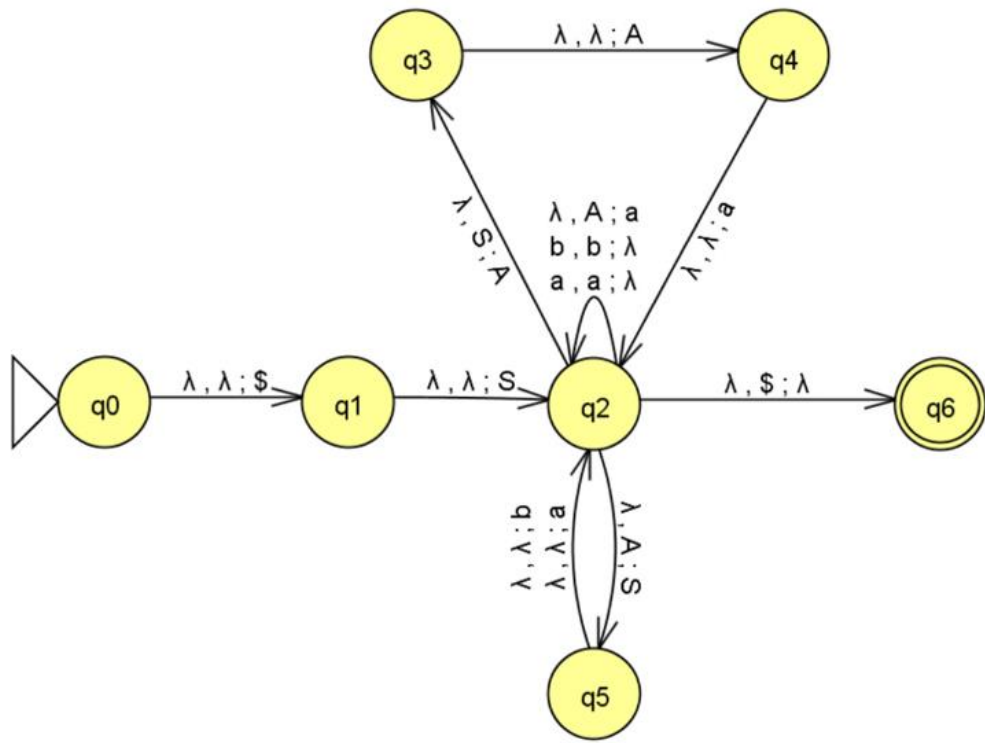 q3
λ , λ ; A
q4
λ , S ; A
λ , A ; a
b , b ; λ
a , a ; λ
λ , λ ; a
q0
λ , λ ; $
q1
λ , λ ; S
q2
λ , $ ; λ
q6
λ , λ ; b
λ , λ ; a
λ , A ; S
q5